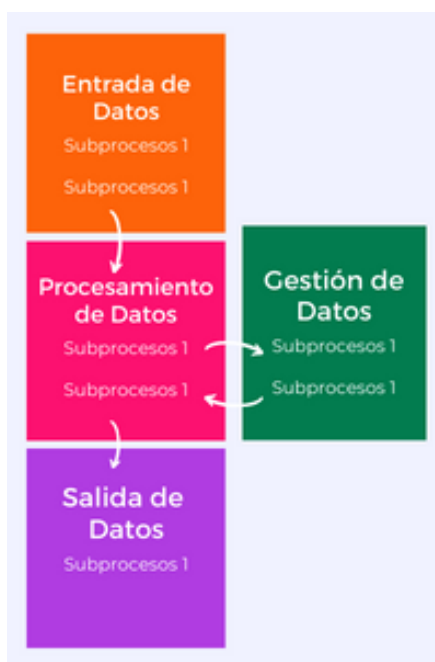 Entrada de
Datos
Subprocesos 1
Subprocesos 1
Procesamiento
de Datos
Subprocesos 1
Subprocesos 1
Gestión de
Datos
Subprocesos 1
Subprocesos 1
Salida de
Datos
Subprocesos 1